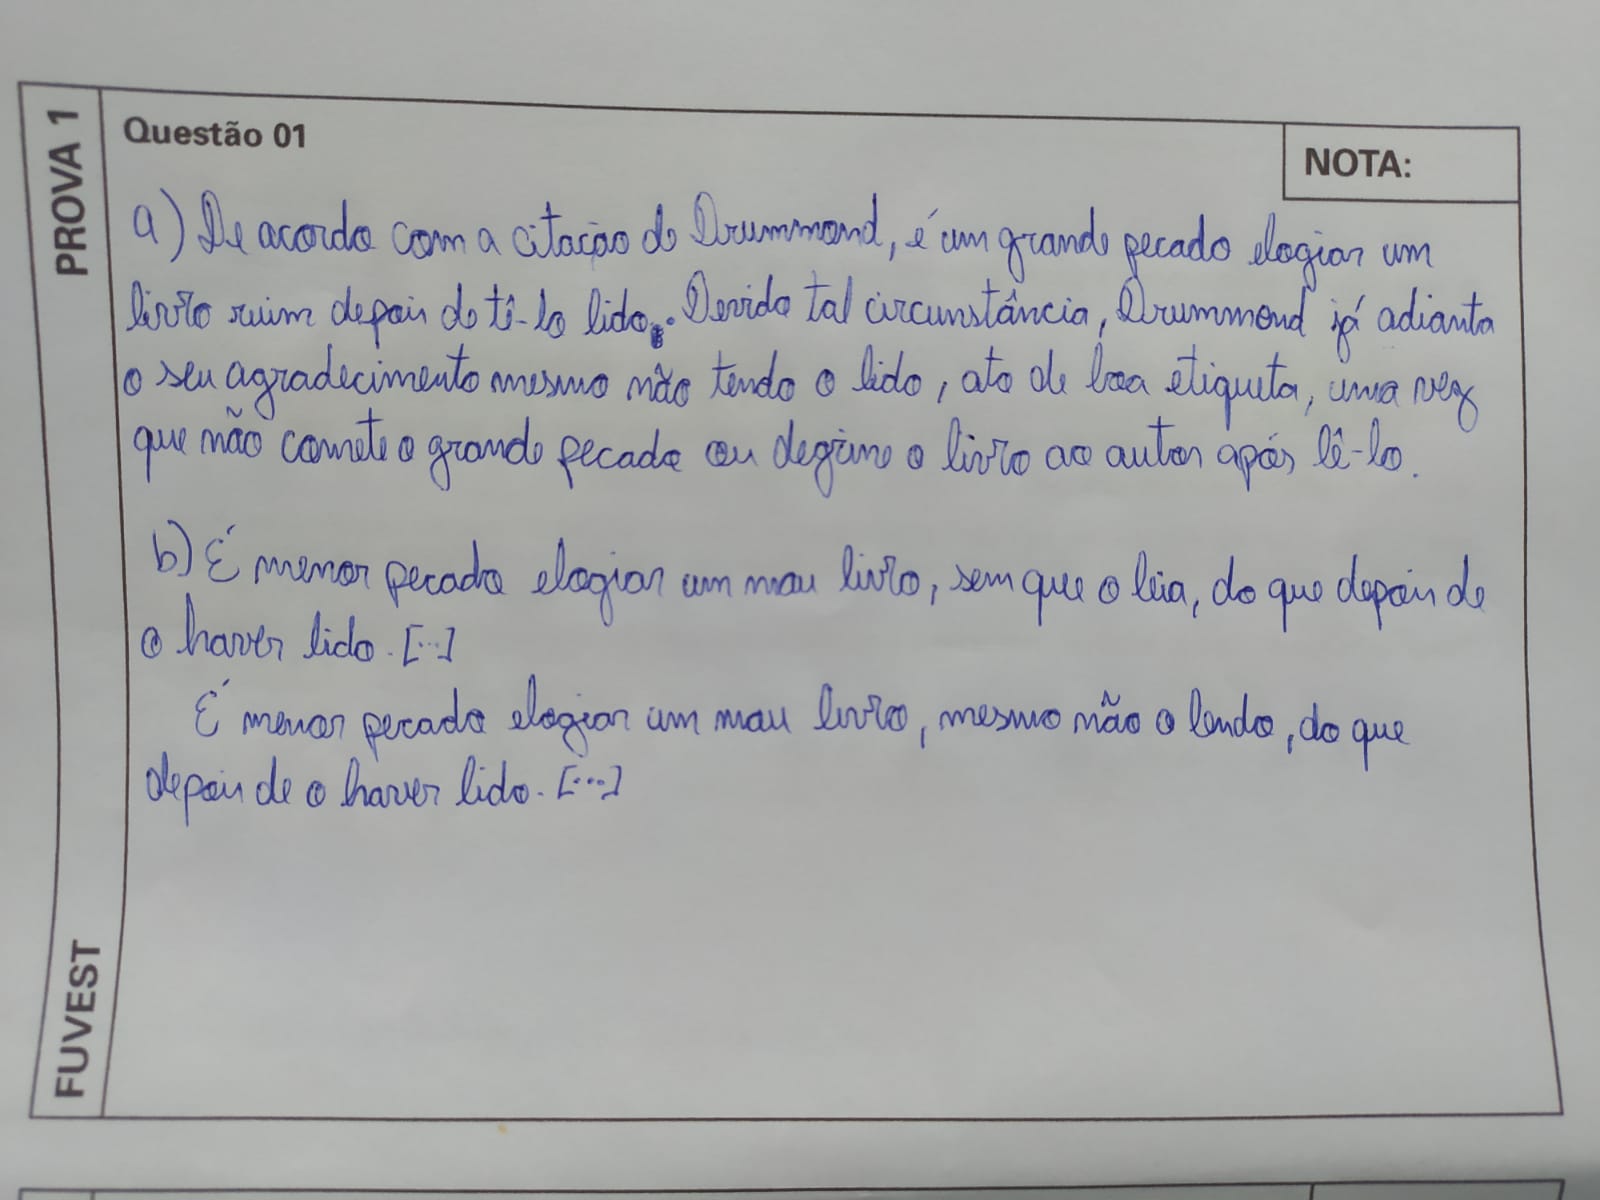 PROVA 1
FUVEST
Questão 01
NOTA:
a) De acordo com a citação do Drummond, é um grande pecado elogiar um
livro ruim depois de tê-lo lido. Devido tal circunstância, Drummond já adianta
o seu agradecimento mesmo não tendo o lido, ato de boa etiqueta, uma vez
que não comete o grande pecado ou o livro ao autor após lê-lo.
b) É menor pecado elogiar um mau livro, sem que o leia, do que depois de
o haver lido. [...]
É menor pecado elogiar um mau livro, mesmo não o lendo, do que
depois de o haver lido. [...]